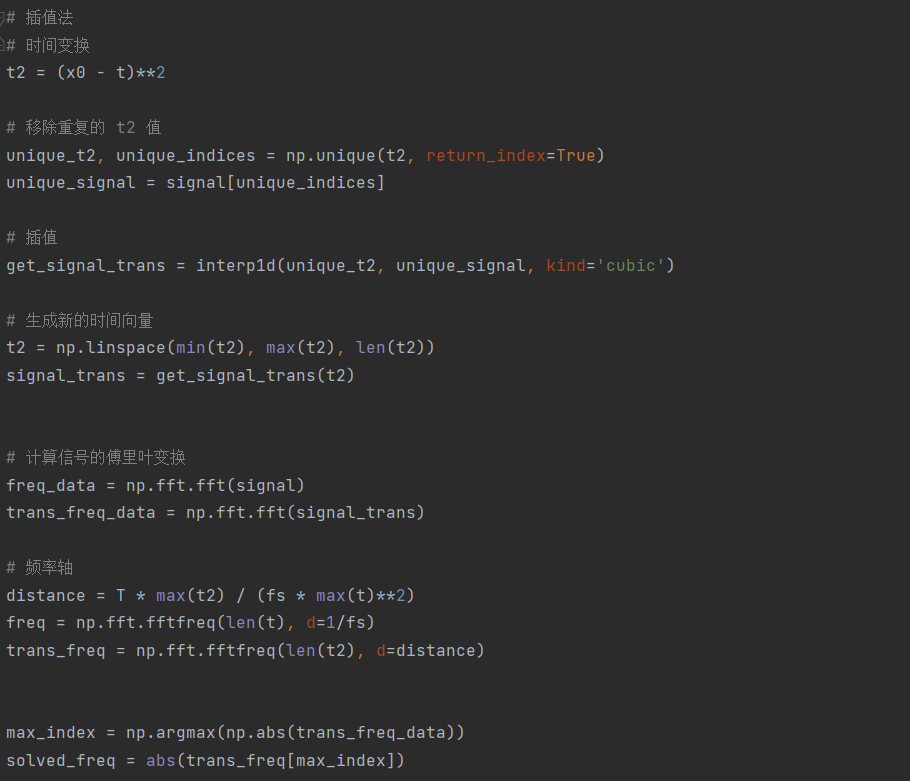 # 插值法
# 时间变换
t2 = (x0 - t)**2
# 移除重复的 t2 值
unique_t2, unique_indices = np.unique(t2, return_index=True)
unique_signal = signal[unique_indices]
# 插值
get_signal_trans = interp1d(unique_t2, unique_signal, kind='cubic')
# 生成新的时间向量
t2 = np.linspace(min(t2), max(t2), len(t2))
signal_trans = get_signal_trans(t2)
# 计算信号的傅里叶变换
freq_data = np.fft.fft(signal)
trans_freq_data = np.fft.fft(signal_trans)
# 频率轴
distance = T * max(t2) / (fs * max(t)**2)
freq = np.fft.fftfreq(len(t), d=1/fs)
trans_freq = np.fft.fftfreq(len(t2), d=distance)
max_index = np.argmax(np.abs(trans_freq_data))
solved_freq = abs(trans_freq[max_index])